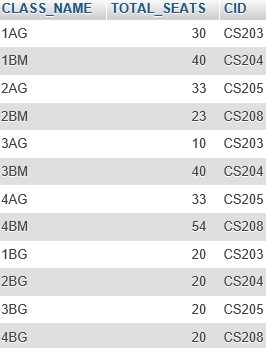 CLASS_NAME TOTAL_SEATS CID
1AG 30 CS203
1BM 40 CS204
2AG 33 CS205
2BM 23 CS208
3AG 10 CS203
3BM 40 CS204
4AG 33 CS205
4BM 54 CS208
1BG 20 CS203
2BG 20 CS204
3BG 20 CS205
4BG 20 CS208